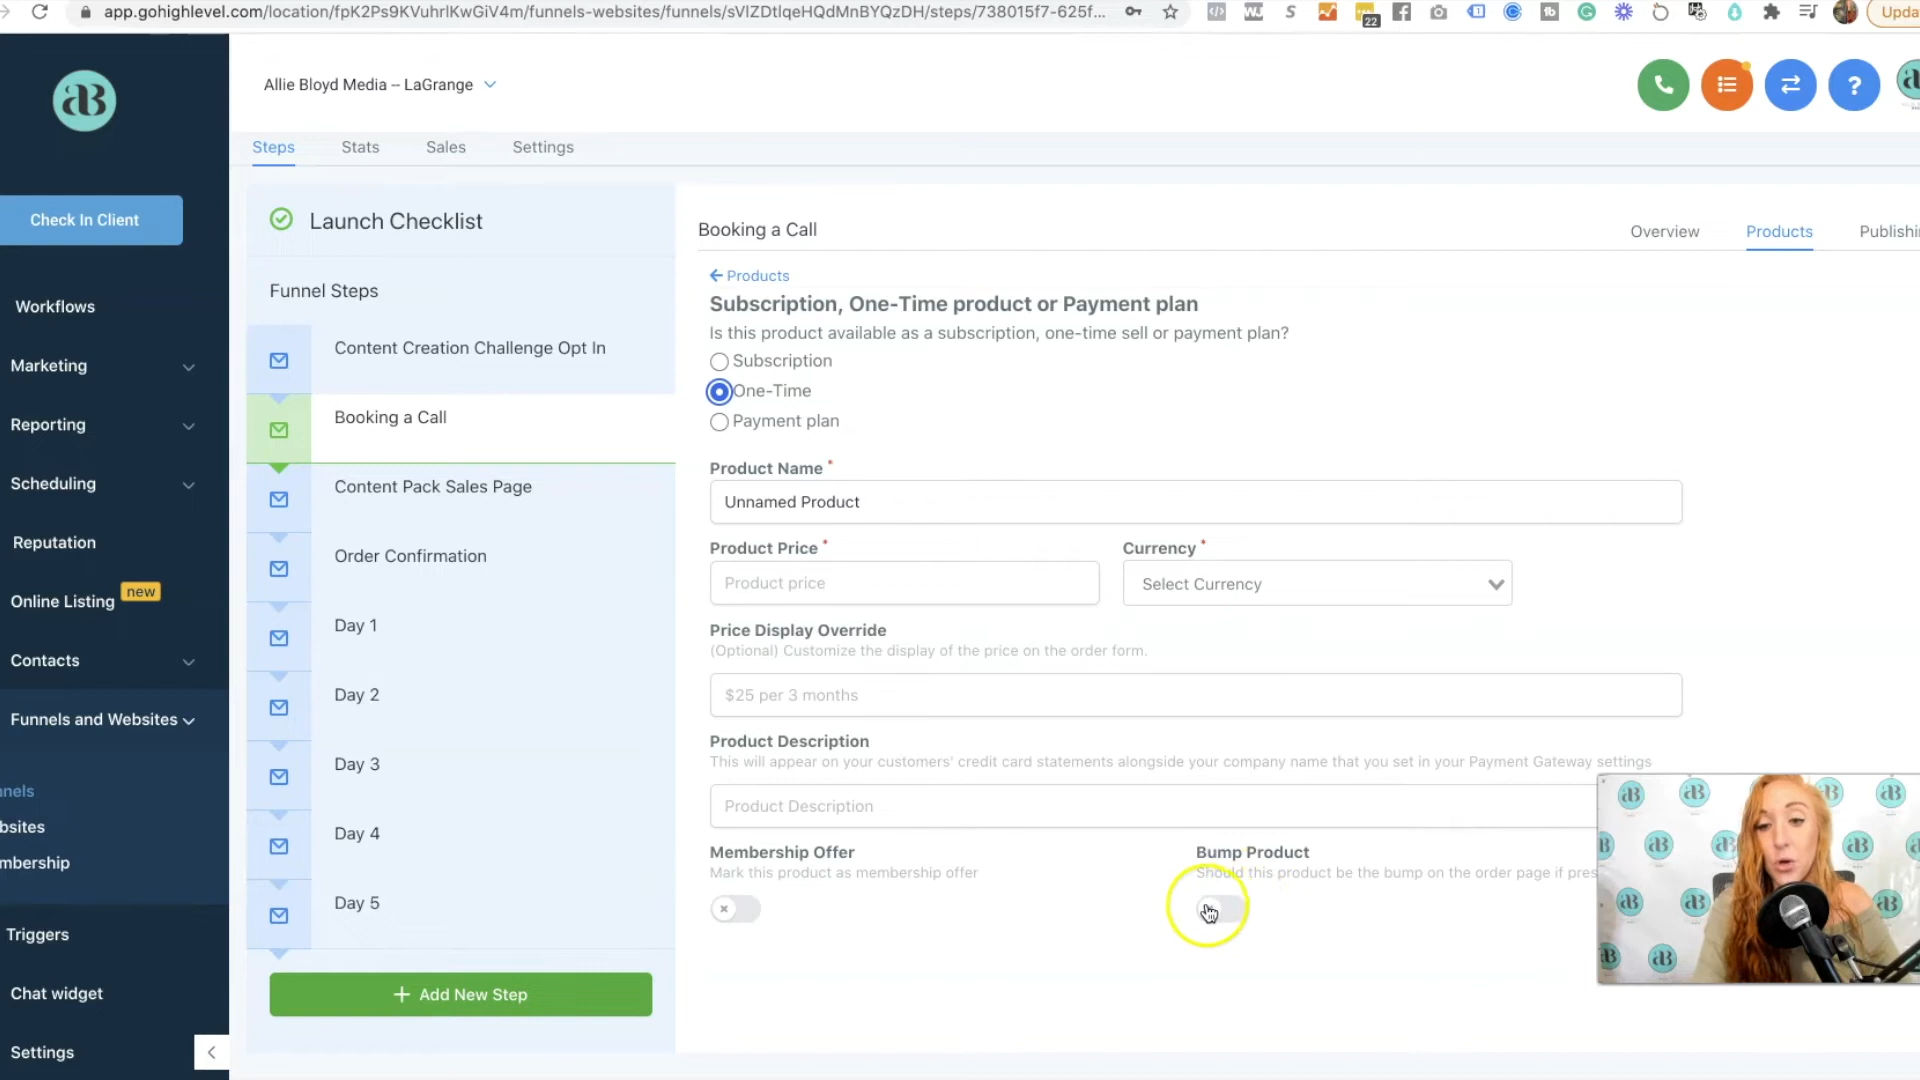 app.gohighlevel.com/location/fpK2Ps9KVuhrlKwGiV4m/funnels-websites/funnels/sVlZDtlqeHQdMnBYQzDH/steps/738015f7-625f...
22
Upda
aB
Allie Bloyd Media -- LaGrange
?
Steps
Stats
Sales
Settings
Check In Client
Workflows
Marketing
Reporting
Scheduling
Reputation
Online Listing new
Contacts
Funnels and Websites
nnels
bsites
mbership
Triggers
Chat widget
Settings
Launch Checklist
Funnel Steps
Content Creation Challenge Opt In
Booking a Call
Content Pack Sales Page
Order Confirmation
Day 1
Day 2
Day 3
Day 4
Day 5
+ Add New Step
Booking a Call
Overview
Products
Publishi
← Products
Subscription, One-Time product or Payment plan
Is this product available as a subscription, one-time sell or payment plan?
Subscription
One-Time
Payment plan
Product Name *
Unnamed Product
Product Price *
Currency *
Product price
Select Currency
Price Display Override
(Optional) Customize the display of the price on the order form.
$25 per 3 months
Product Description
This will appear on your customers' credit card statements alongside your company name that you set in your Payment Gateway settings
Product Description
Membership Offer
Bump Product
Mark this product as membership offer
Should this product be the bump on the order page if pres